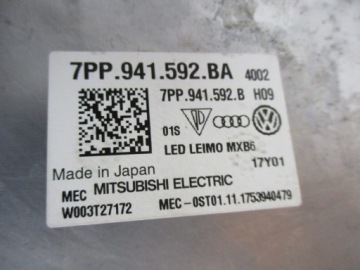 7PP.941.592.BA 4002
7PP.941.592.B H09
01S
LED LEIMO MXB6
Made in Japan 17Y01
MEC MITSUBISHI ELECTRIC
W003T27172 MEC-0ST01.11.1753940479